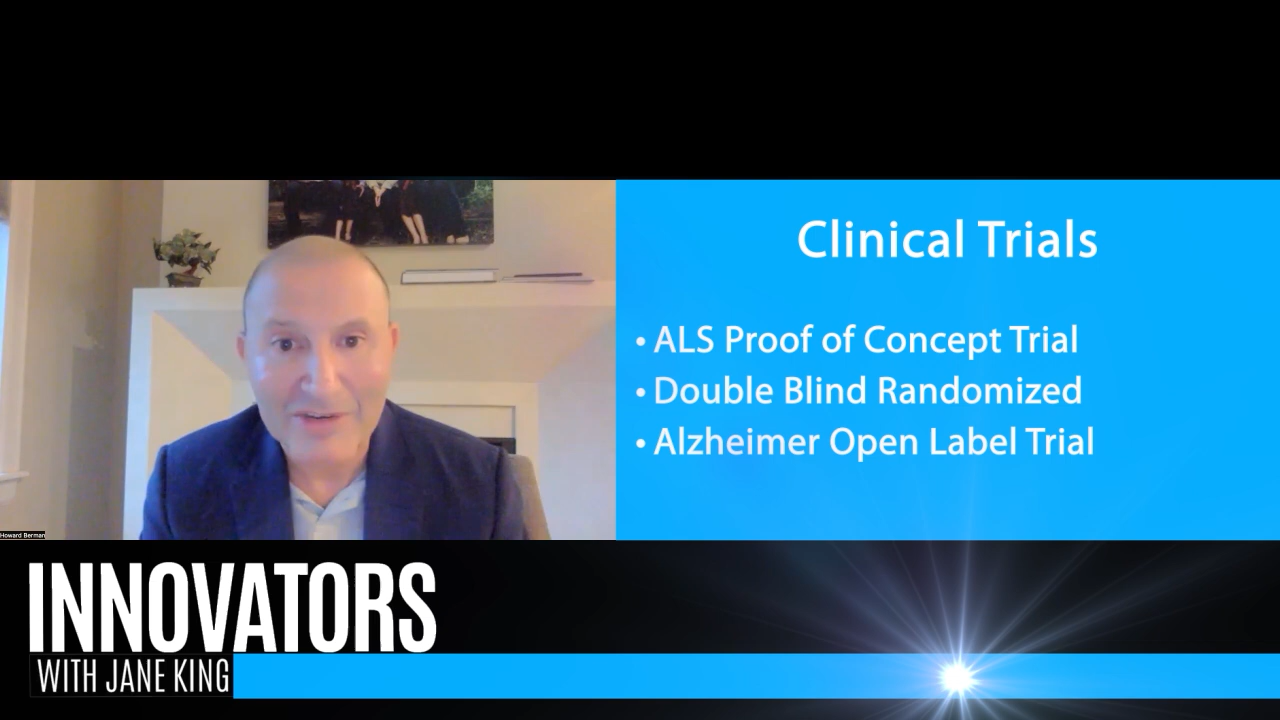 Clinical Trials
• ALS Proof of Concept Trial
• Double Blind Randomized
• Alzheimer Open Label Trial
Howard Berman
INNOVATORS
WITH JANE KING